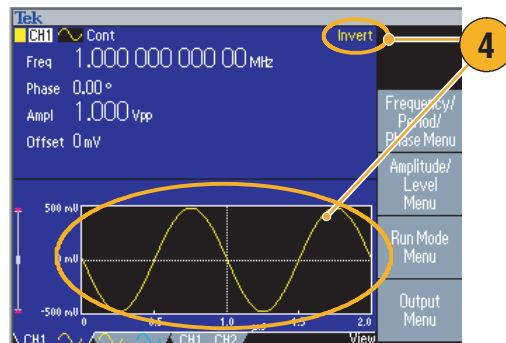 Tek
CH1 Cont Invert
Freq 1.000 000 000 00 MHz
Phase 0.00 °
Ampl 1.000 Vpp
Offset 0 mV
4
Frequency/
Period/
Phase Menu
Amplitude/
Level
Menu
Run Mode
Menu
Output
Menu
500 mV
0 mV
-500 mV
0 0.5 1.0 1.5 2.0
CH1 CH1 CH2 View